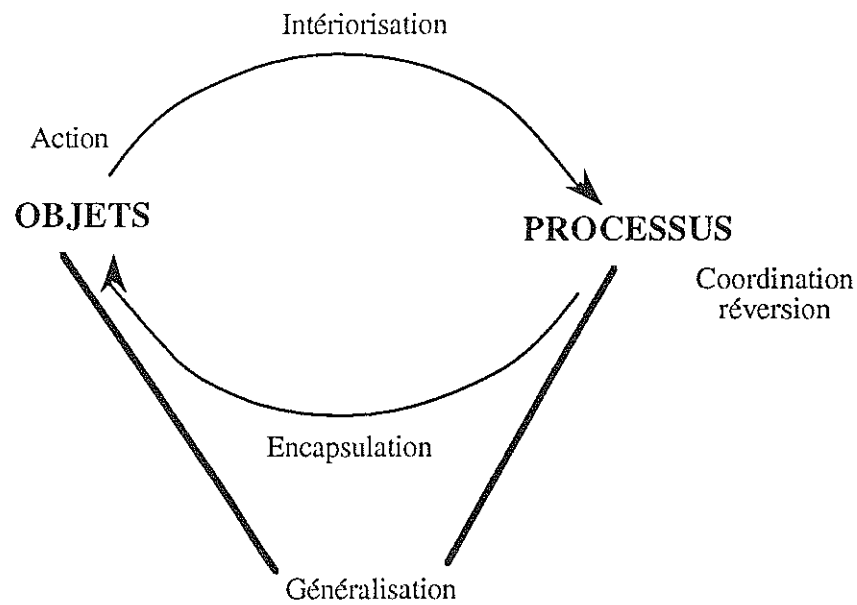 Intériorisation
Action
OBJETS
PROCESSUS
Coordination
réversion
Encapsulation
Généralisation